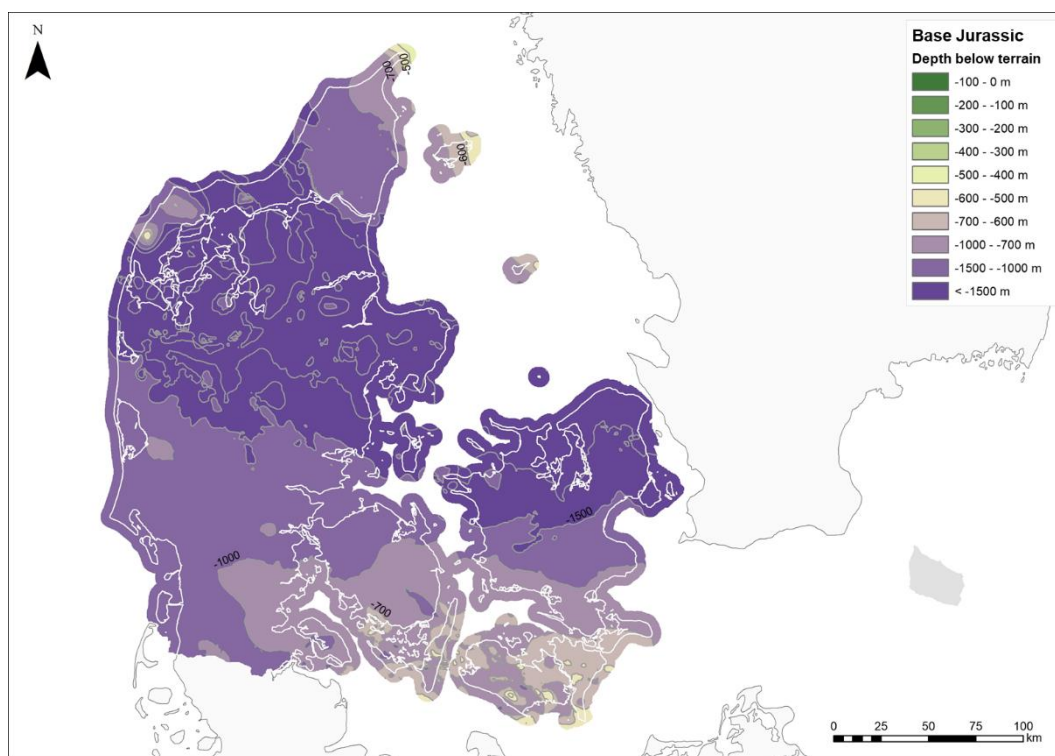 N
Base Jurassic
Depth below terrain
-100 - 0 m
-200 - -100 m
-300 - -200 m
-400 - -300 m
-500 - -400 m
-600 - -500 m
-700 - -600 m
-1000 - -700 m
-1500 - -1000 m
< -1500 m
-500
-700
-600
-1500
-1000
-700
0 25 50 75 100
km